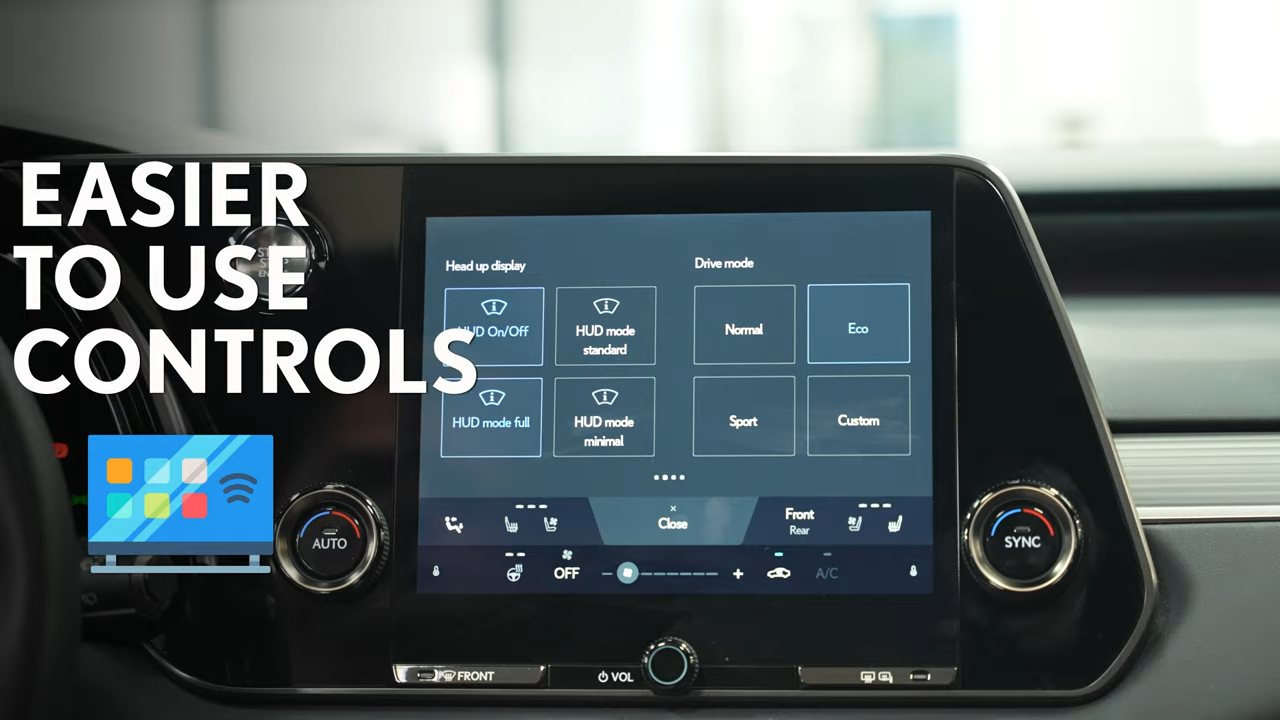 EASIER
TO USE
CONTROLS
Head up display
Drive mode
HUD On/Off
HUD mode
standard
Normal
Eco
HUD mode full
HUD mode
minimal
Sport
Custom
Close
Front
Rear
OFF
A/C
AUTO
SYNC
FRONT
VOL